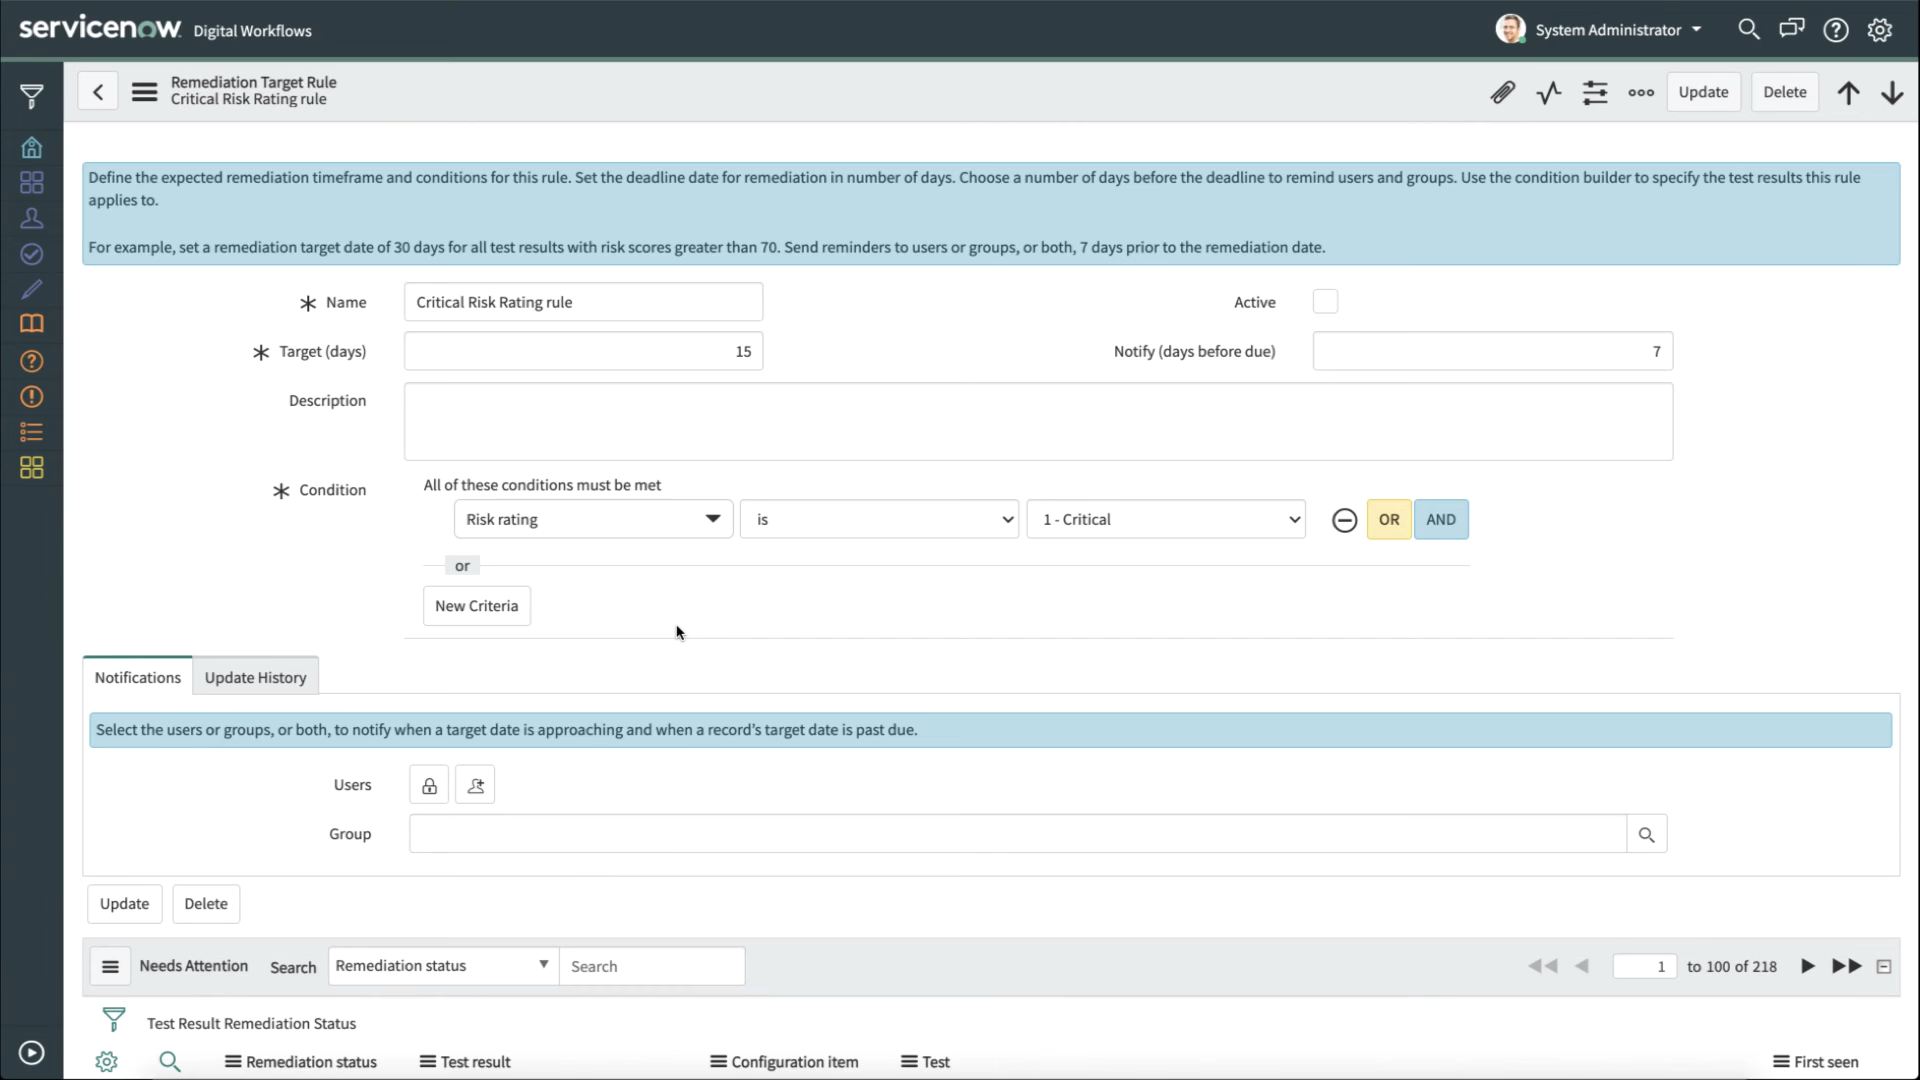 servicenow Digital Workflows
System Administrator
Remediation Target Rule
Critical Risk Rating rule
Update
Delete
Define the expected remediation timeframe and conditions for this rule. Set the deadline date for remediation in number of days. Choose a number of days before the deadline to remind users and groups. Use the condition builder to specify the test results this rule
applies to.
For example, set a remediation target date of 30 days for all test results with risk scores greater than 70. Send reminders to users or groups, or both, 7 days prior to the remediation date.
Name Critical Risk Rating rule Active
Target (days) 15 Notify (days before due) 7
Description
Condition All of these conditions must be met
Risk rating is 1 - Critical OR AND
or
New Criteria
Notifications Update History
Select the users or groups, or both, to notify when a target date is approaching and when a record's target date is past due.
Users
Group
Update Delete
Needs Attention Search Remediation status Search 1 to 100 of 218
Test Result Remediation Status
Remediation status Test result Configuration item Test First seen